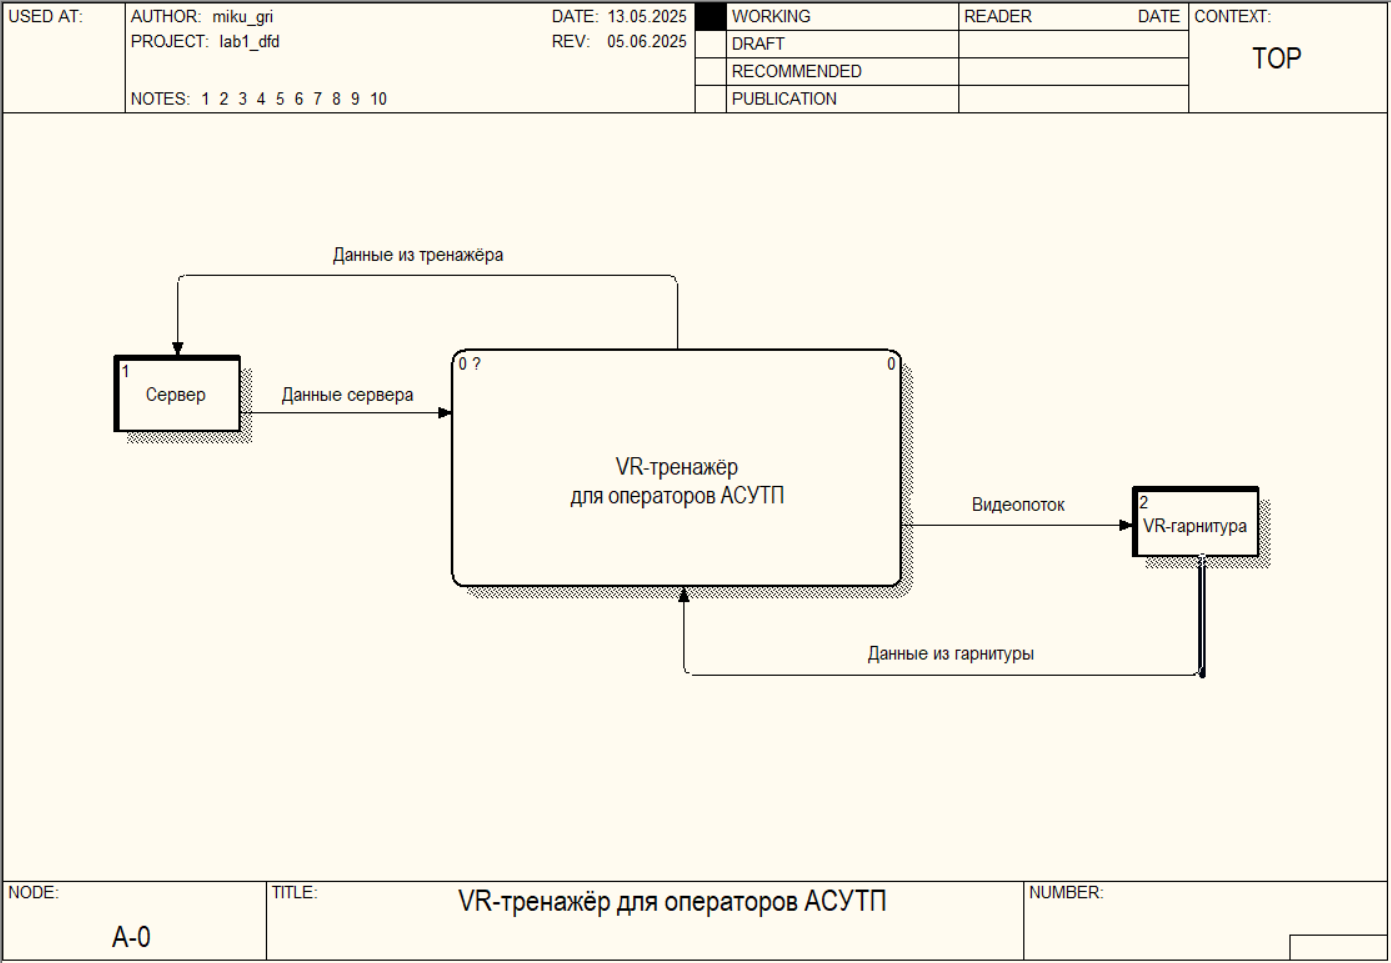 USED AT:
AUTHOR: miku_gri
DATE: 13.05.2025
PROJECT: lab1_dfd
REV: 05.06.2025
NOTES: 1 2 3 4 5 6 7 8 9 10
WORKING
DRAFT
RECOMMENDED
PUBLICATION
READER
DATE
CONTEXT:
TOP
Данные из тренажёра
1
Сервер
Данные сервера
0 ?
0
VR-тренажёр
для операторов АСУТП
Видеопоток
2
VR-гарнитура
Данные из гарнитуры
NODE:
A-0
TITLE:
VR-тренажёр для операторов АСУТП
NUMBER: